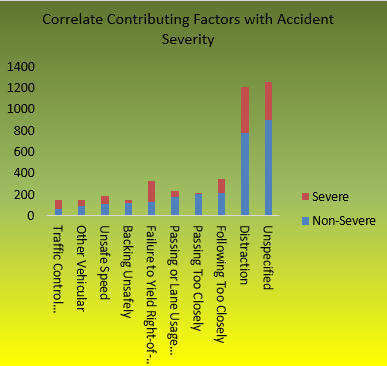 Correlate Contributing Factors with Accident
Severity
1400
1200
1000
800
600
400
200
0
Traffic Control...
Other Vehicular
Unsafe Speed
Backing Unsafely
Failure to Yield Right-of-...
Passing or Lane Usage...
Passing Too Closely
Following Too Closely
Distraction
Unspecified
Severe
Non-Severe